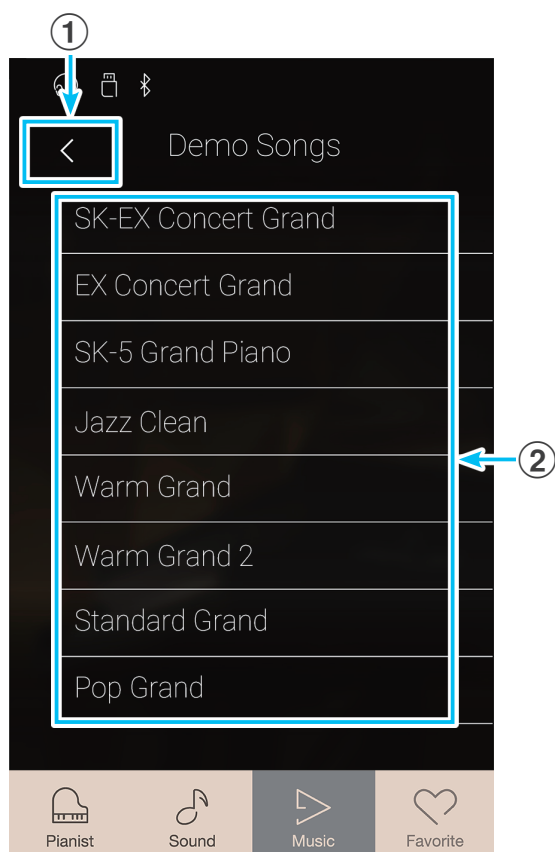 1
Demo Songs
SK-EX Concert Grand
EX Concert Grand
SK-5 Grand Piano
Jazz Clean
2
Warm Grand
Warm Grand 2
Standard Grand
Pop Grand
Pianist Sound Music Favorite